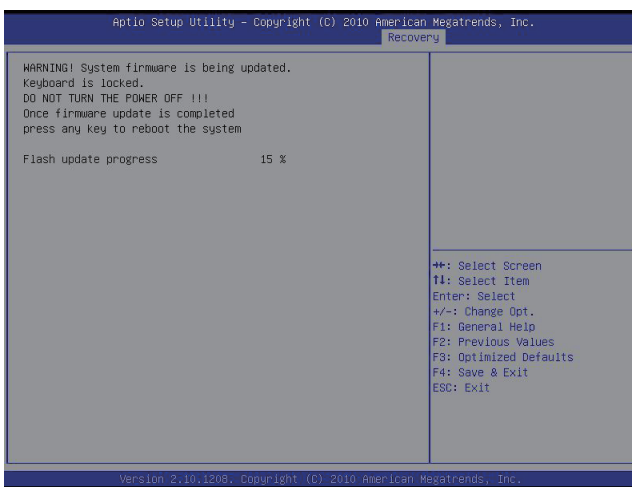 Aptio Setup Utility – Copyright (C) 2010 American Megatrends, Inc.
Recovery
WARNING! System firmware is being updated.
Keyboard is locked.
DO NOT TURN THE POWER OFF !!!
Once firmware update is completed
press any key to reboot the system
Flash update progress 15 %
→←: Select Screen
↑↓: Select Item
Enter: Select
+/-: Change Opt.
F1: General Help
F2: Previous Values
F3: Optimized Defaults
F4: Save & Exit
ESC: Exit
Version 2.10.1208. Copyright (C) 2010 American Megatrends, Inc.